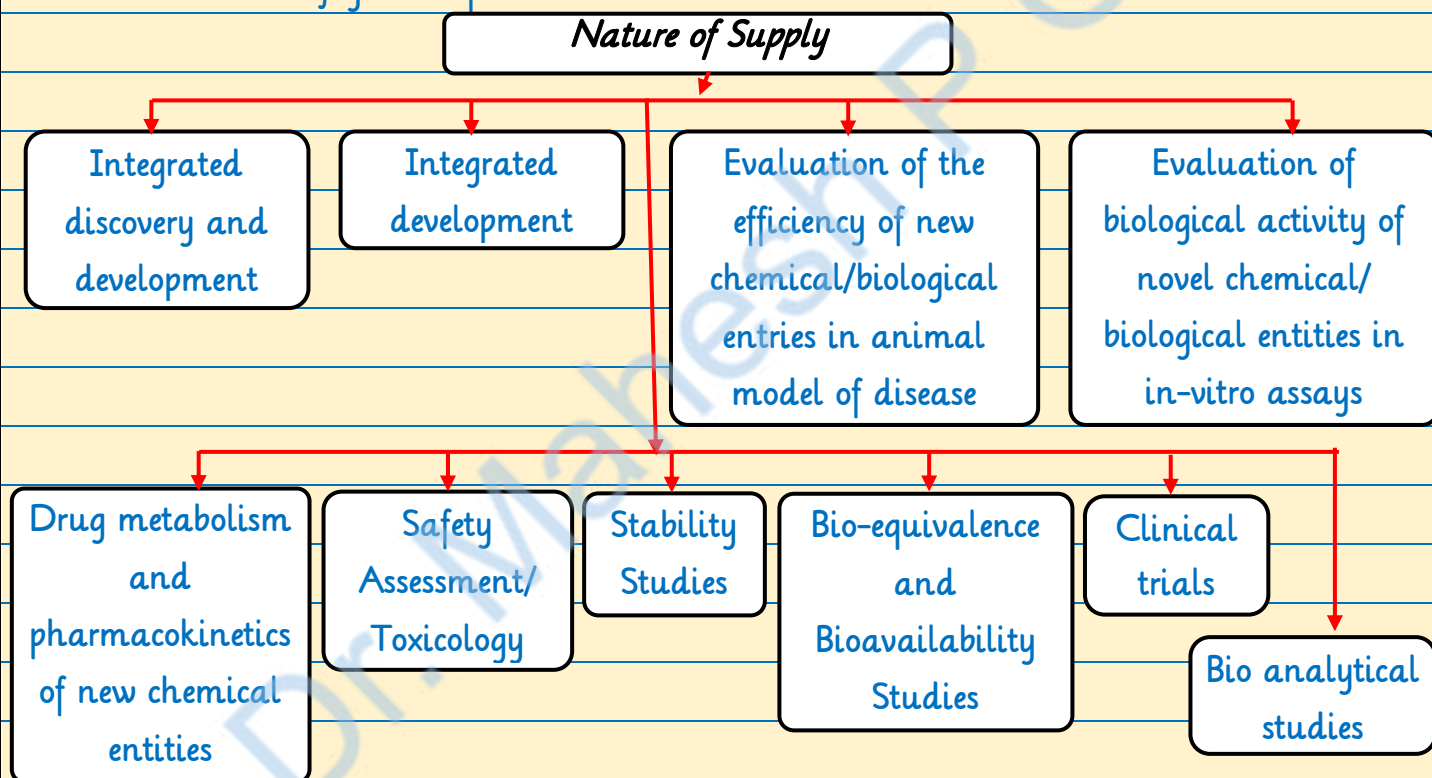 Nature of Supply
Integrated
discovery and
development
Integrated
development
Evaluation of the
efficiency of new
chemical/biological
entries in animal
model of disease
Evaluation of
biological activity of
novel chemical/
biological entities in
in-vitro assays
Drug metabolism
and
pharmacokinetics
of new chemical
entities
Safety
Assessment/
Toxicology
Stability
Studies
Bio-equivalence
and
Bioavailability
Studies
Clinical
trials
Bio analytical
studies
Dr. Mahesh P